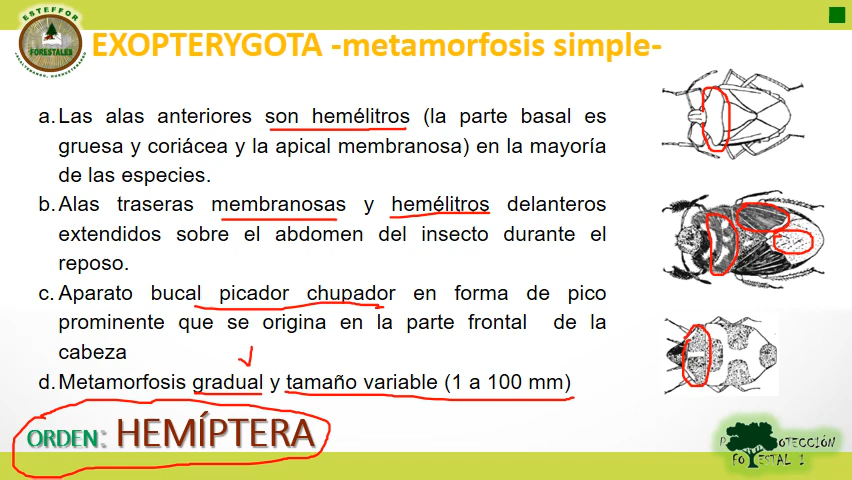 ESTEFFOR
FORESTALES
EXOPTERYGOTA -metamorfosis simple-
a. Las alas anteriores son hemélitros (la parte basal es
gruesa y coriácea y la apical membranosa) en la mayoría
de las especies.
b. Alas traseras membranosas y hemélitros delanteros
extendidos sobre el abdomen del insecto durante el
reposo.
c. Aparato bucal picador chupador en forma de pico
prominente que se origina en la parte frontal de la
cabeza
d. Metamorfosis gradual y tamaño variable (1 a 100 mm)
ORDEN: HEMÍPTERA
OTECCIÓN